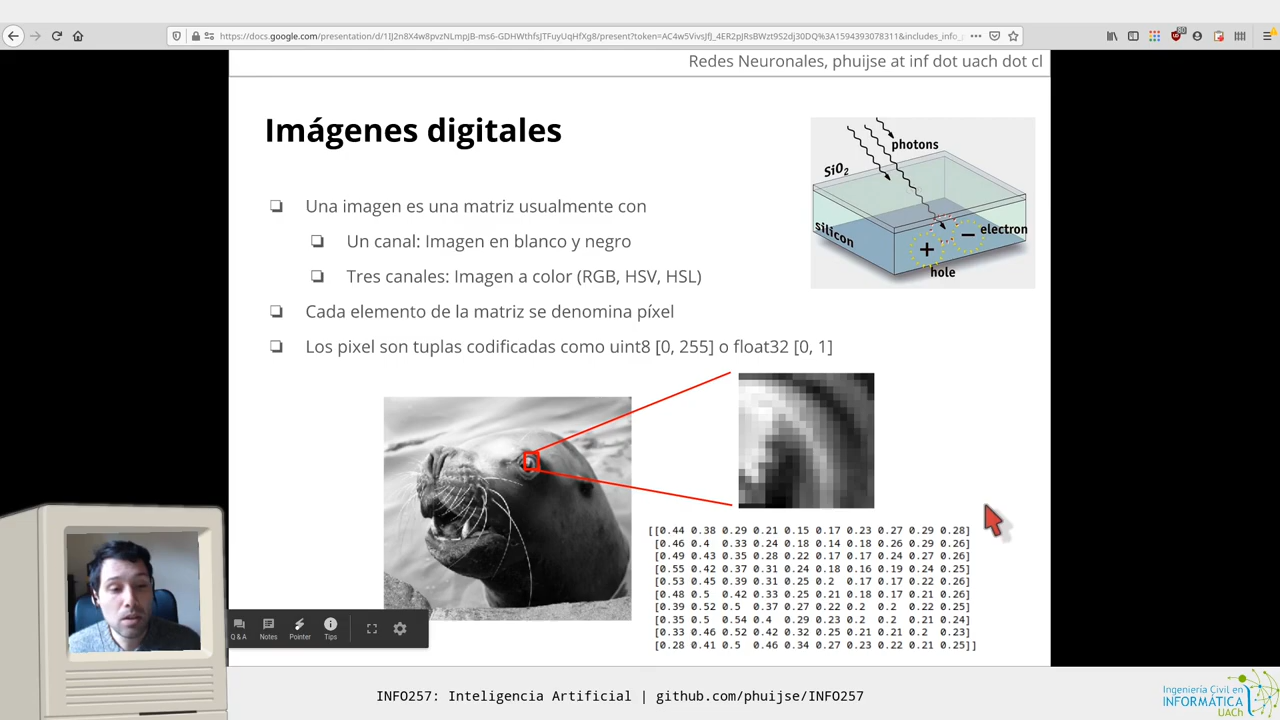 https://docs.google.com/presentation/d/1IJ2n8X4w8pvzNLmpJB-ms6-GDHWthfsJTFuyUqHfXg8/present?token=AC4w5VivsJfJ_4ER2pJRsBWzt9S2dj30DQ%3A1594393078311&includes_info_
Redes Neuronales, phuijse at inf dot uach dot cl
Imágenes digitales
photons
SiO2
silicon
electron
hole
Una imagen es una matriz usualmente con
Un canal: Imagen en blanco y negro
Tres canales: Imagen a color (RGB, HSV, HSL)
Cada elemento de la matriz se denomina píxel
Los pixel son tuplas codificadas como uint8 [0, 255] o float32 [0, 1]
[[0.44 0.38 0.29 0.21 0.15 0.17 0.23 0.27 0.29 0.28]
[0.46 0.4 0.33 0.24 0.18 0.14 0.18 0.26 0.29 0.26]
[0.49 0.43 0.35 0.28 0.22 0.17 0.17 0.24 0.27 0.26]
[0.55 0.42 0.37 0.31 0.24 0.18 0.16 0.19 0.24 0.25]
[0.53 0.45 0.39 0.31 0.25 0.2 0.17 0.17 0.22 0.26]
[0.48 0.5 0.42 0.33 0.25 0.21 0.18 0.17 0.21 0.26]
[0.39 0.52 0.5 0.37 0.27 0.22 0.2 0.2 0.22 0.25]
[0.35 0.5 0.54 0.4 0.29 0.23 0.2 0.2 0.21 0.24]
[0.33 0.46 0.52 0.42 0.32 0.25 0.21 0.21 0.2 0.23]
[0.28 0.41 0.5 0.46 0.34 0.27 0.23 0.22 0.21 0.25]]
Q & A Notes Pointer Tips
INFO257: Inteligencia Artificial | github.com/phuijse/INFO257
Ingeniería Civil en
INFORMÁTICA
UACh